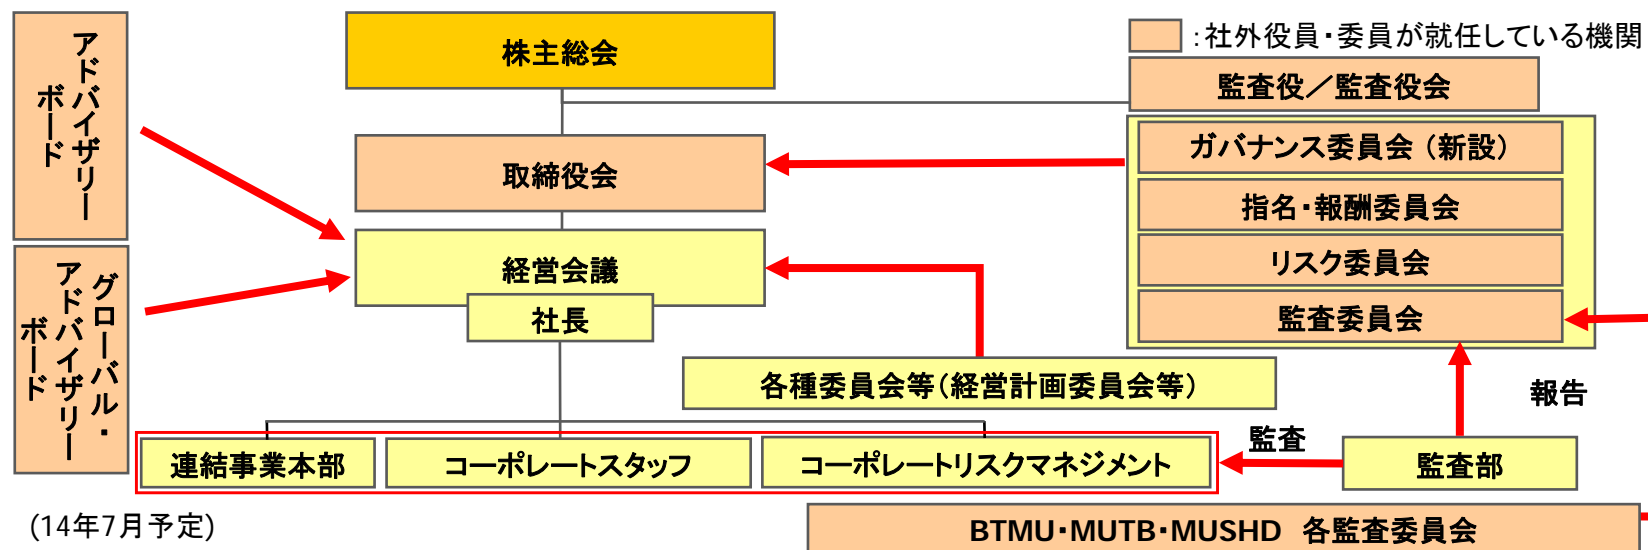 アドバイザリー
ボード
株主総会
:社外役員・委員が就任している機関
監査役/監査役会
ガバナンス委員会(新設)
取締役会
指名・報酬委員会
グローバル・
アドバイザリー
ボード
経営会議
リスク委員会
社長
監査委員会
各種委員会等(経営計画委員会等)
報告
監査
連結事業本部
コーポレートスタッフ
コーポレートリスクマネジメント
監査部
(14年7月予定)
BTMU・MUTB・MUSHD 各監査委員会